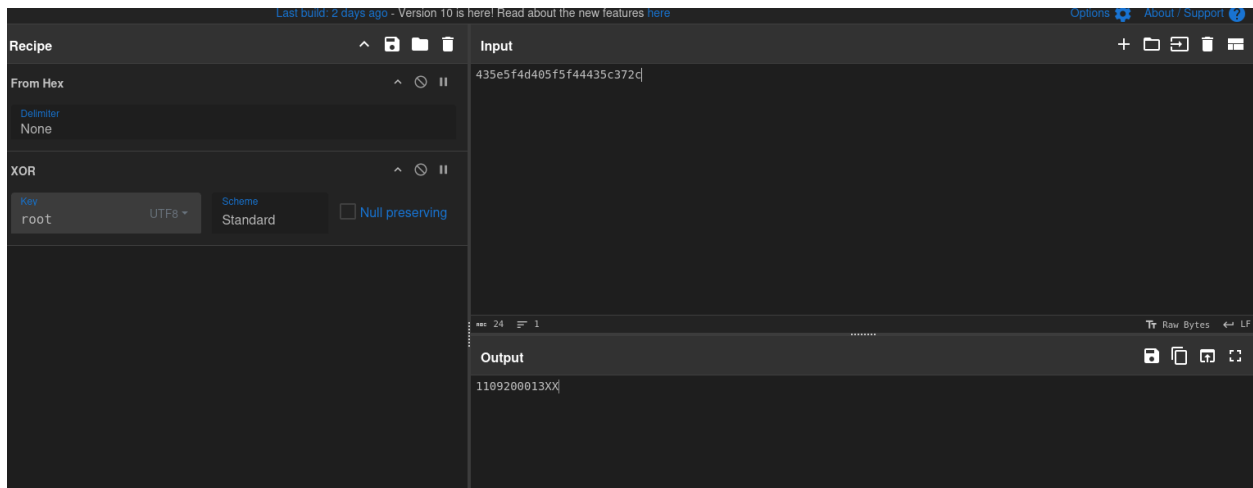 Last build: 2 days ago - Version 10 is here! Read about the new features here
Options About / Support
Recipe
From Hex
Delimiter
None
XOR
Key
root
UTF8
Scheme
Standard
Null preserving
Input
435e5f4d405f5f44435c372c
abc 24 1
Raw Bytes LF
Output
1109200013XX